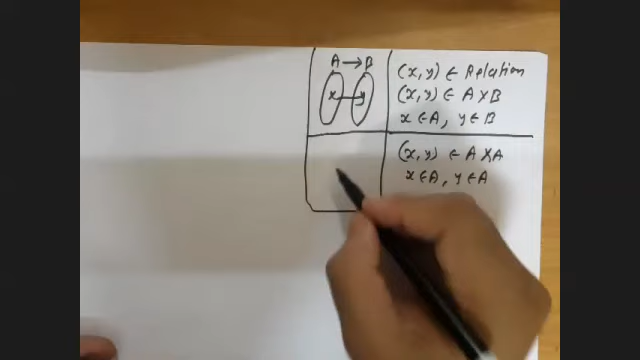 A → B
x y
(x, y) ∈ Relation
(x, y) ∈ A × B
x ∈ A, y ∈ B
(x, y) ∈ A × A
x ∈ A, y ∈ A